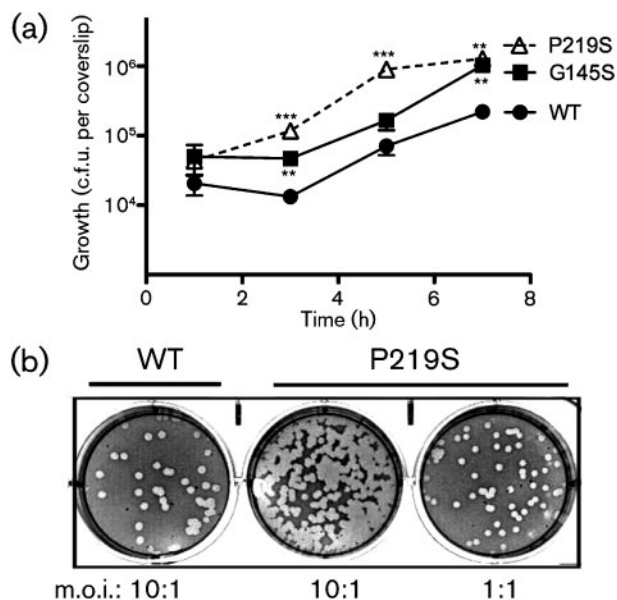 (a)
Growth (c.f.u. per coverslip)
10⁶
10⁵
10⁴
0
2
4
6
8
Time (h)
***
***
**
**
**
P219S
G145S
WT
(b)
WT
P219S
m.o.i.: 10:1
10:1
1:1